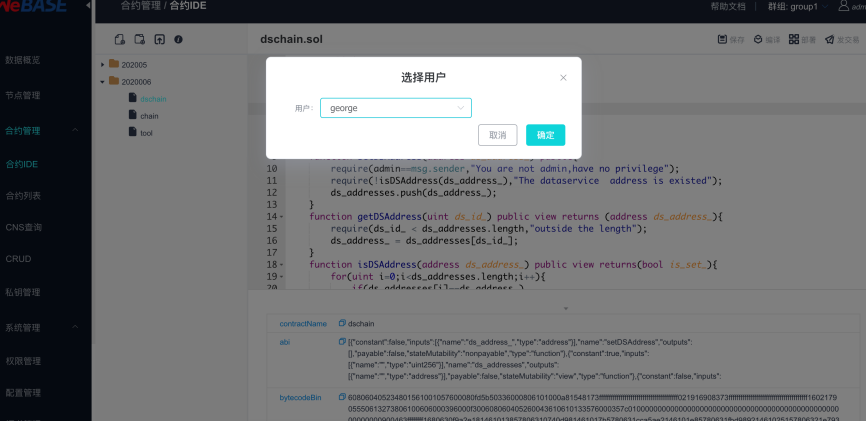 WeBASE
合约管理 / 合约IDE
帮助文档
群组: group1
数据概览
节点管理
合约管理
合约IDE
合约列表
CNS查询
CRUD
私钥管理
系统管理
权限管理
配置管理
202005
2020006
dschain
chain
tool
dschain.sol
保存
编译
部署
发交易
选择用户
用户:
george
取消
确定
10 require(admin==msg.sender,"You are not admin,have no privilege");
11 require(!isDSAddress(ds_address_),"The dataservice address is existed");
12 ds_addresses.push(ds_address_);
13 }
14 function getDSAddress(uint ds_id_) public view returns (address ds_address_){
15 require(ds_id_ < ds_addresses.length,"outside the length");
16 ds_address_ = ds_addresses[ds_id_];
17 }
18 function isDSAddress(address ds_address_) public view returns(bool is_set_){
19 for(uint i=0;i<ds_addresses.length;i++){
20 if(ds_addresses[i]==ds_address_)
contractName dschain
abi [{"constant":false,"inputs":[{"name":"ds_address_","type":"address"}],"name":"setDSAddress","outputs":
[],"payable":false,"stateMutability":"nonpayable","type":"function"},{"constant":true,"inputs":
[{"name":"","type":"uint256"}],"name":"ds_addresses","outputs":
[{"name":"","type":"address"}],"payable":false,"stateMutability":"view","type":"function"},{"constant":false,"inputs":
bytecodeBin